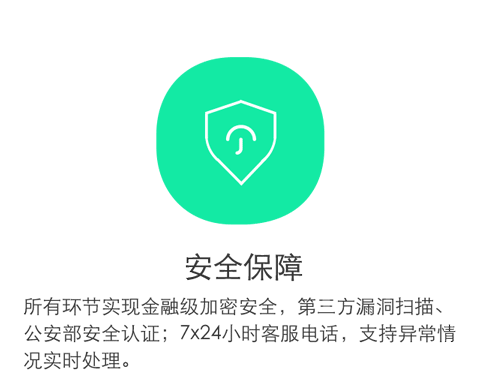 安全保障
所有环节实现金融级加密安全，第三方漏洞扫描、
公安部安全认证；7x24小时客服电话，支持异常情
况实时处理。